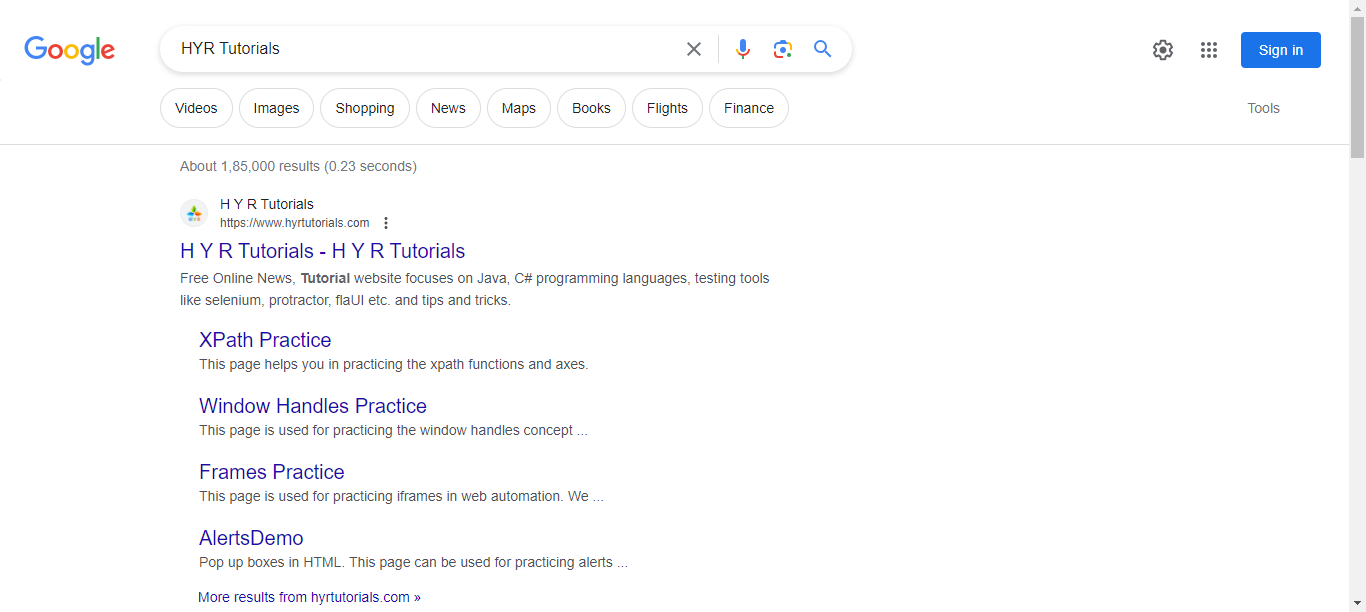 Google
HYR Tutorials
Sign in
Videos
Images
Shopping
News
Maps
Books
Flights
Finance
Tools
About 1,85,000 results (0.23 seconds)
H Y R Tutorials
https://www.hyrtutorials.com
H Y R Tutorials - H Y R Tutorials
Free Online News, Tutorial website focuses on Java, C# programming languages, testing tools
like selenium, protractor, flaUI etc. and tips and tricks.
XPath Practice
This page helps you in practicing the xpath functions and axes.
Window Handles Practice
This page is used for practicing the window handles concept ...
Frames Practice
This page is used for practicing iframes in web automation. We ...
AlertsDemo
Pop up boxes in HTML. This page can be used for practicing alerts ...
More results from hyrtutorials.com »